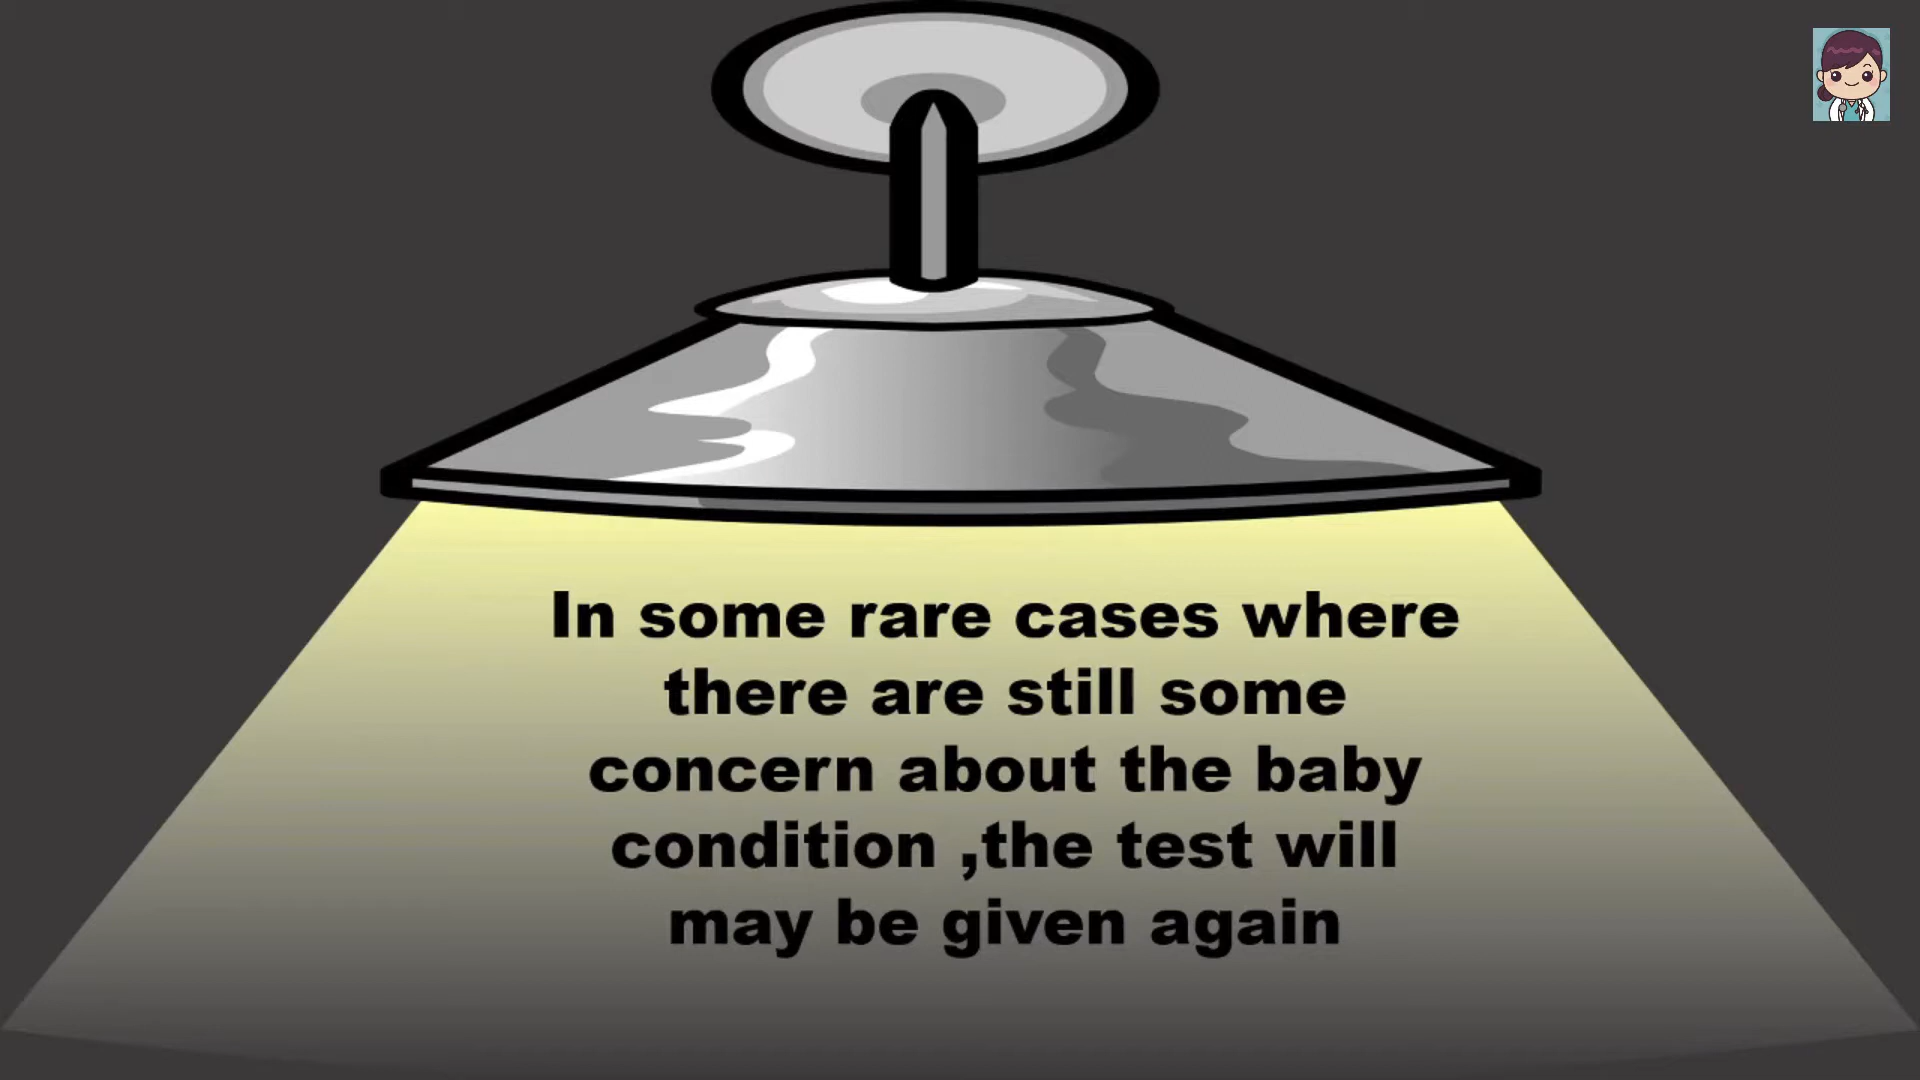 In some rare cases where
there are still some
concern about the baby
condition ,the test will
may be given again